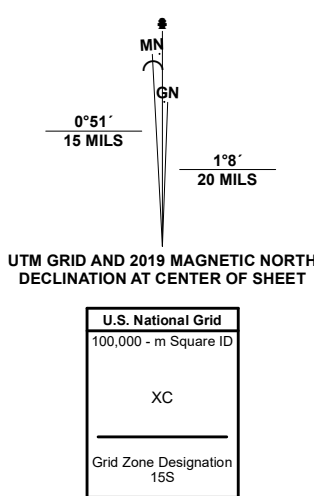 MN
GN
0°51´
15 MILS
1°8´
20 MILS
UTM GRID AND 2019 MAGNETIC NORTH
DECLINATION AT CENTER OF SHEET
U.S. National Grid
100,000 - m Square ID
XC
Grid Zone Designation
15S